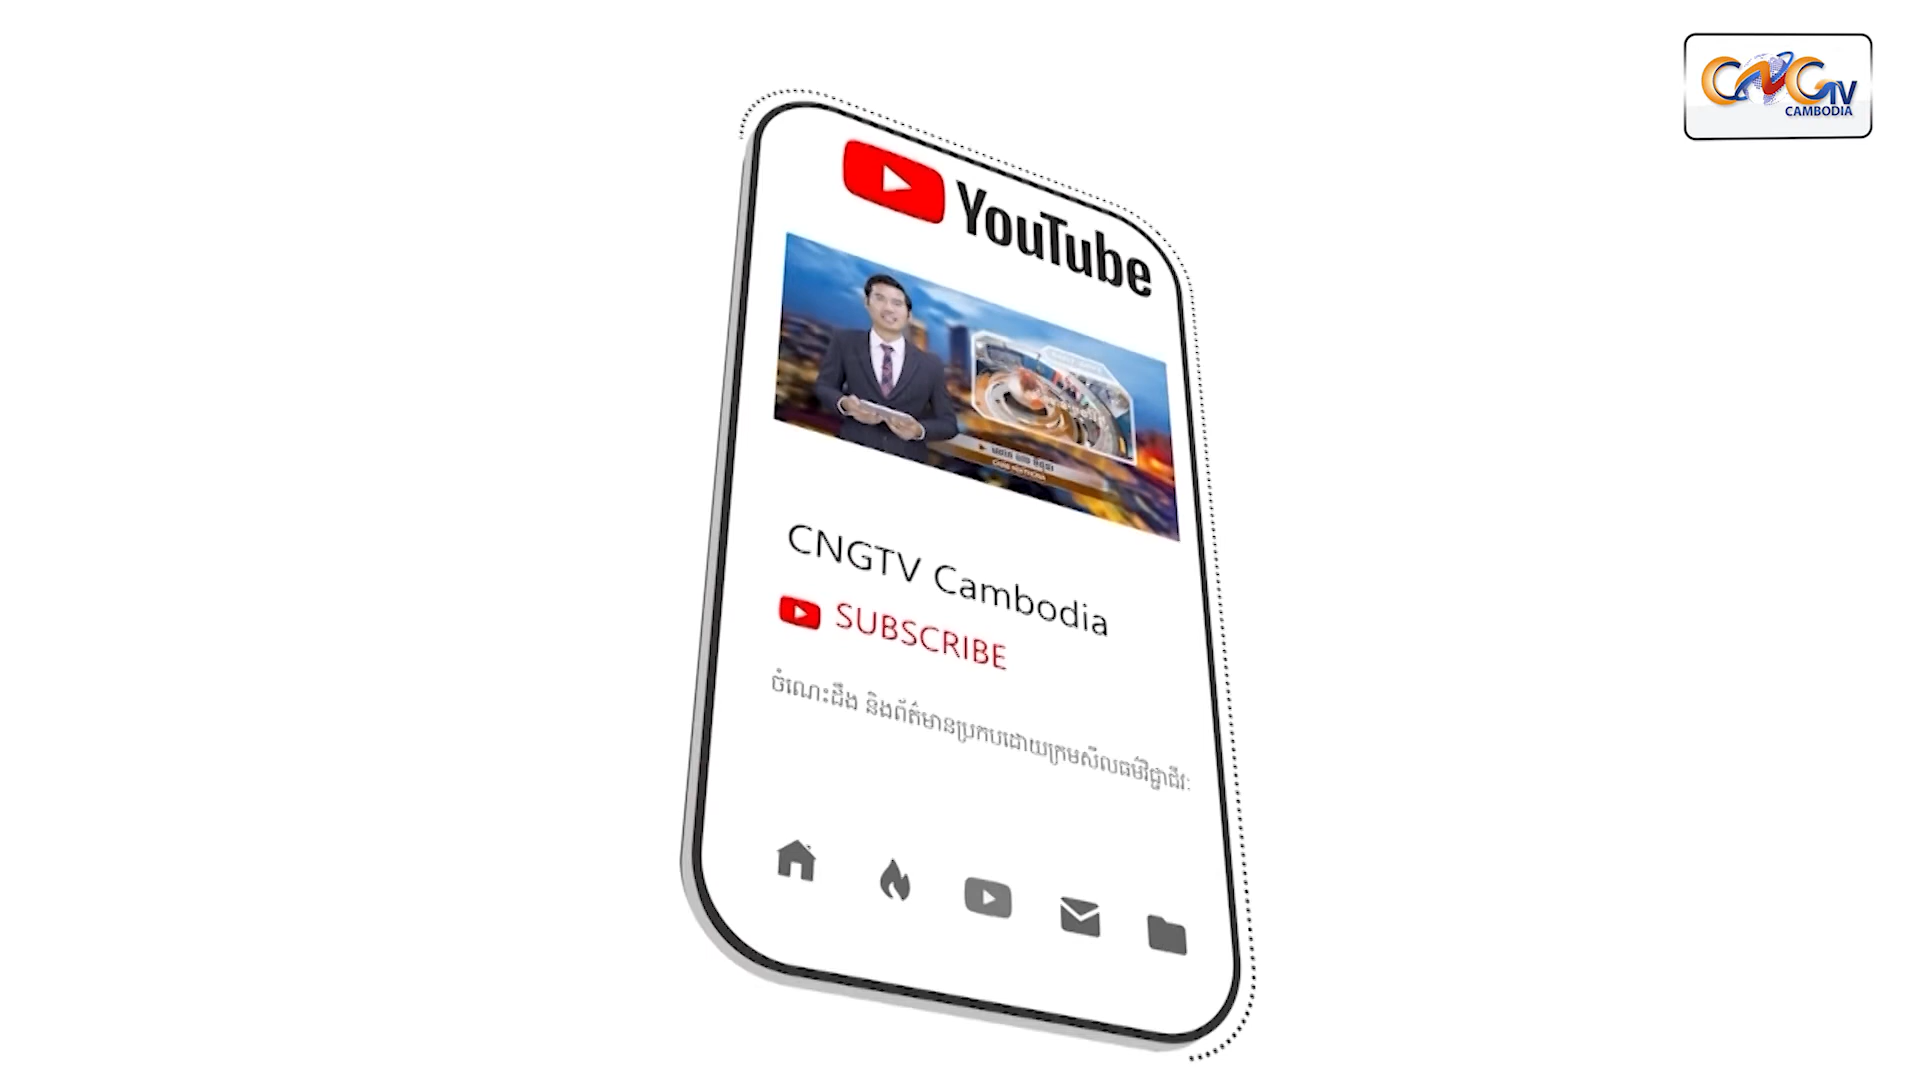 CNGTV
CAMBODIA
YouTube
CNGTV Cambodia
SUBSCRIBE
ចំណេះដឹង និងព័ត៌មានប្រកបដោយក្រមសីលធម៌វិជ្ជាជីវៈ